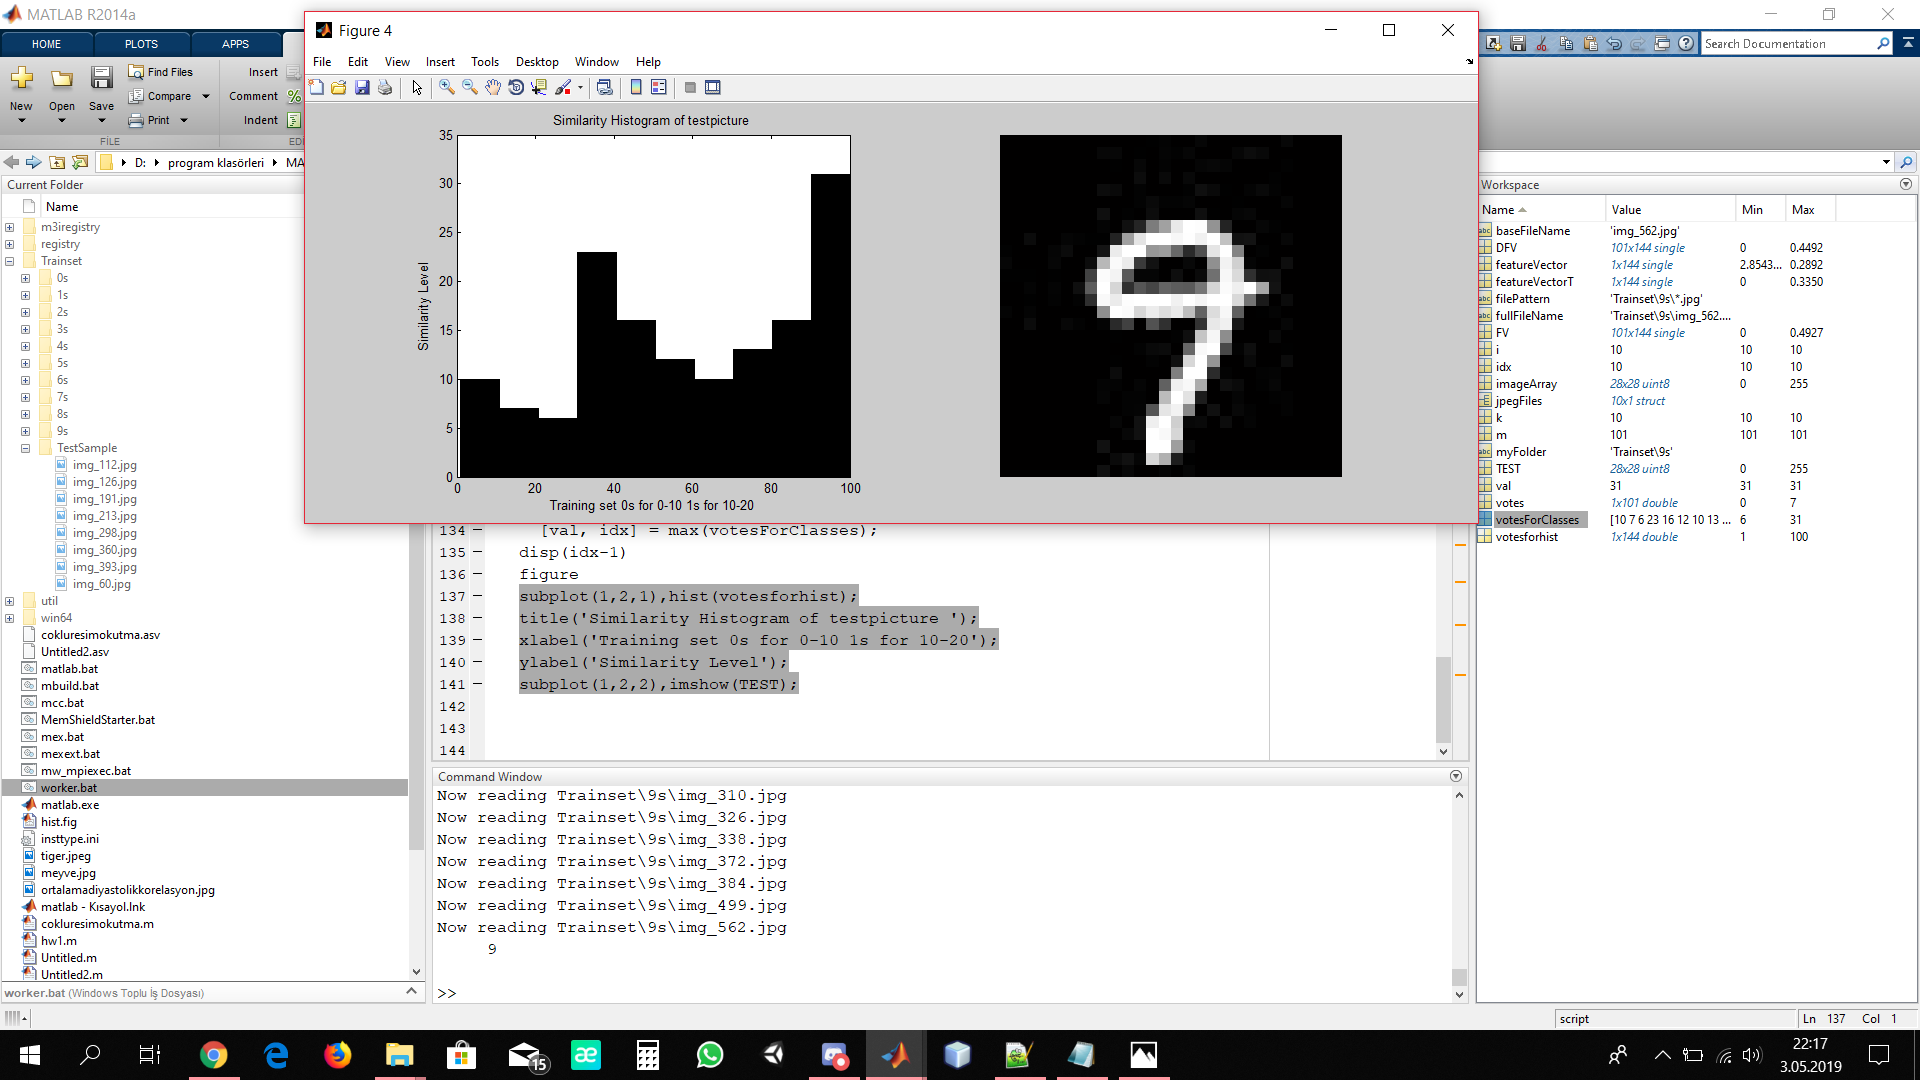 MATLAB R2014a
HOME
PLOTS
APPS
Search Documentation
New
Open
Save
Find Files
Compare
Print
Insert
Comment
Indent
FILE
EDI
D:
program klasörleri
MA
Figure 4
File Edit View Insert Tools Desktop Window Help
Similarity Histogram of testpicture
35
30
25
20
15
10
5
0
Similarity Level
0 20 40 60 80 100
Training set 0s for 0-10 1s for 10-20
Current Folder
Name
m3iregistry
registry
Trainset
0s
1s
2s
3s
4s
5s
6s
7s
8s
9s
TestSample
img_112.jpg
img_126.jpg
img_191.jpg
img_213.jpg
img_298.jpg
img_360.jpg
img_393.jpg
img_60.jpg
util
win64
cokluresimokutma.asv
Untitled2.asv
matlab.bat
mbuild.bat
mcc.bat
MemShieldStarter.bat
mex.bat
mexext.bat
mw_mpiexec.bat
worker.bat
matlab.exe
hist.fig
insttype.ini
tiger.jpeg
meyve.jpg
ortalamadiyastolikkorelasyon.jpg
matlab - Kısayol.lnk
cokluresimokutma.m
hw1.m
Untitled.m
Untitled2.m
worker.bat (Windows Toplu İş Dosyası)
134 – [val, idx] = max(votesForClasses);
135 – disp(idx-1)
136 – figure
137 – subplot(1,2,1),hist(votesforhist);
138 – title('Similarity Histogram of testpicture ');
139 – xlabel('Training set 0s for 0-10 1s for 10-20');
140 – ylabel('Similarity Level');
141 – subplot(1,2,2),imshow(TEST);
142
143
144
Command Window
Now reading Trainset\9s\img_310.jpg
Now reading Trainset\9s\img_326.jpg
Now reading Trainset\9s\img_338.jpg
Now reading Trainset\9s\img_372.jpg
Now reading Trainset\9s\img_384.jpg
Now reading Trainset\9s\img_499.jpg
Now reading Trainset\9s\img_562.jpg
9
>>
Workspace
Name Value Min Max
baseFileName 'img_562.jpg'
DFV 101x144 single 0 0.4492
featureVector 1x144 single 2.8543... 0.2892
featureVectorT 1x144 single 0 0.3350
filePattern 'Trainset\9s\*.jpg'
fullFileName 'Trainset\9s\img_562....
FV 101x144 single 0 0.4927
i 10 10 10
idx 10 10 10
imageArray 28x28 uint8 0 255
jpegFiles 10x1 struct
k 10 10 10
m 101 101 101
myFolder 'Trainset\9s'
TEST 28x28 uint8 0 255
val 31 31 31
votes 1x101 double 0 7
votesForClasses [10 7 6 23 16 12 10 13 ... 6 31
votesforhist 1x144 double 1 100
script
Ln 137 Col 1
15
22:17
3.05.2019